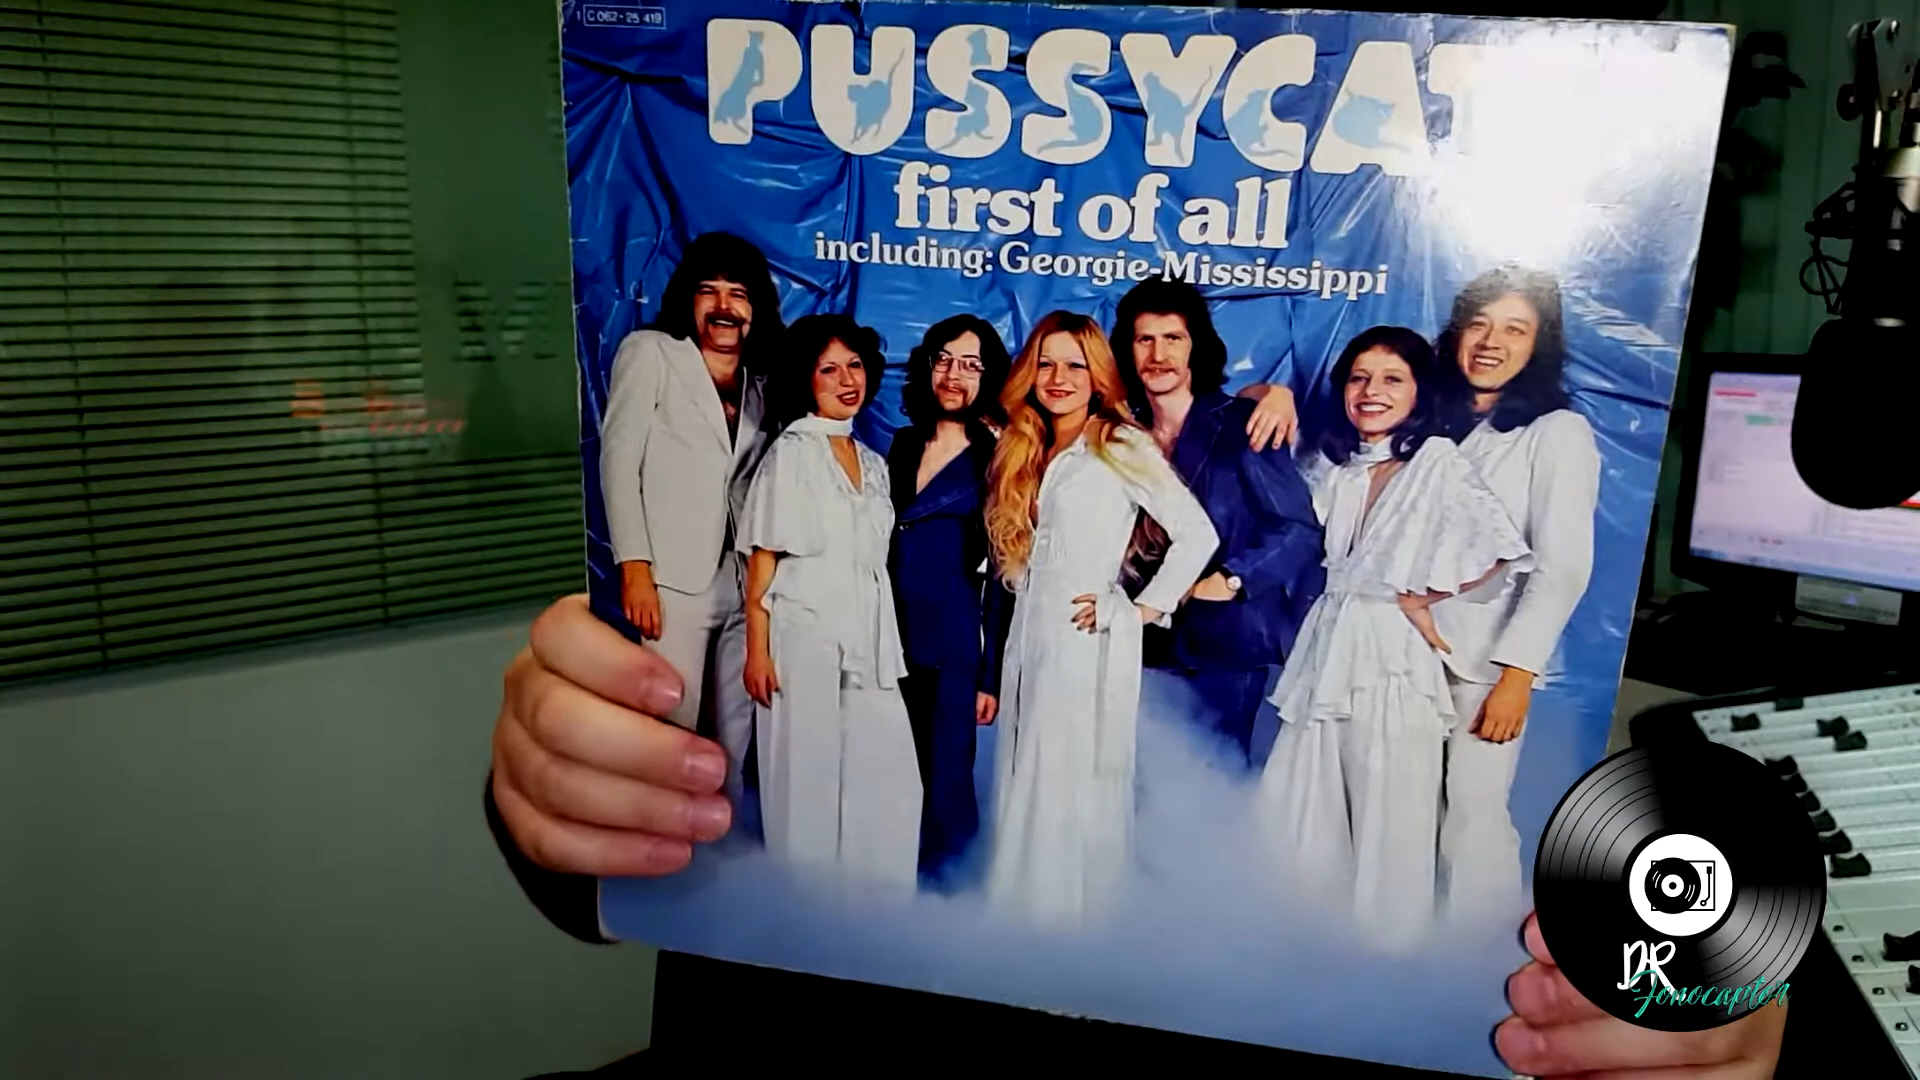 1 C 062-25 419
PUSSYCAT
first of all
including: Georgie-Mississippi
DR
Fonocaptor